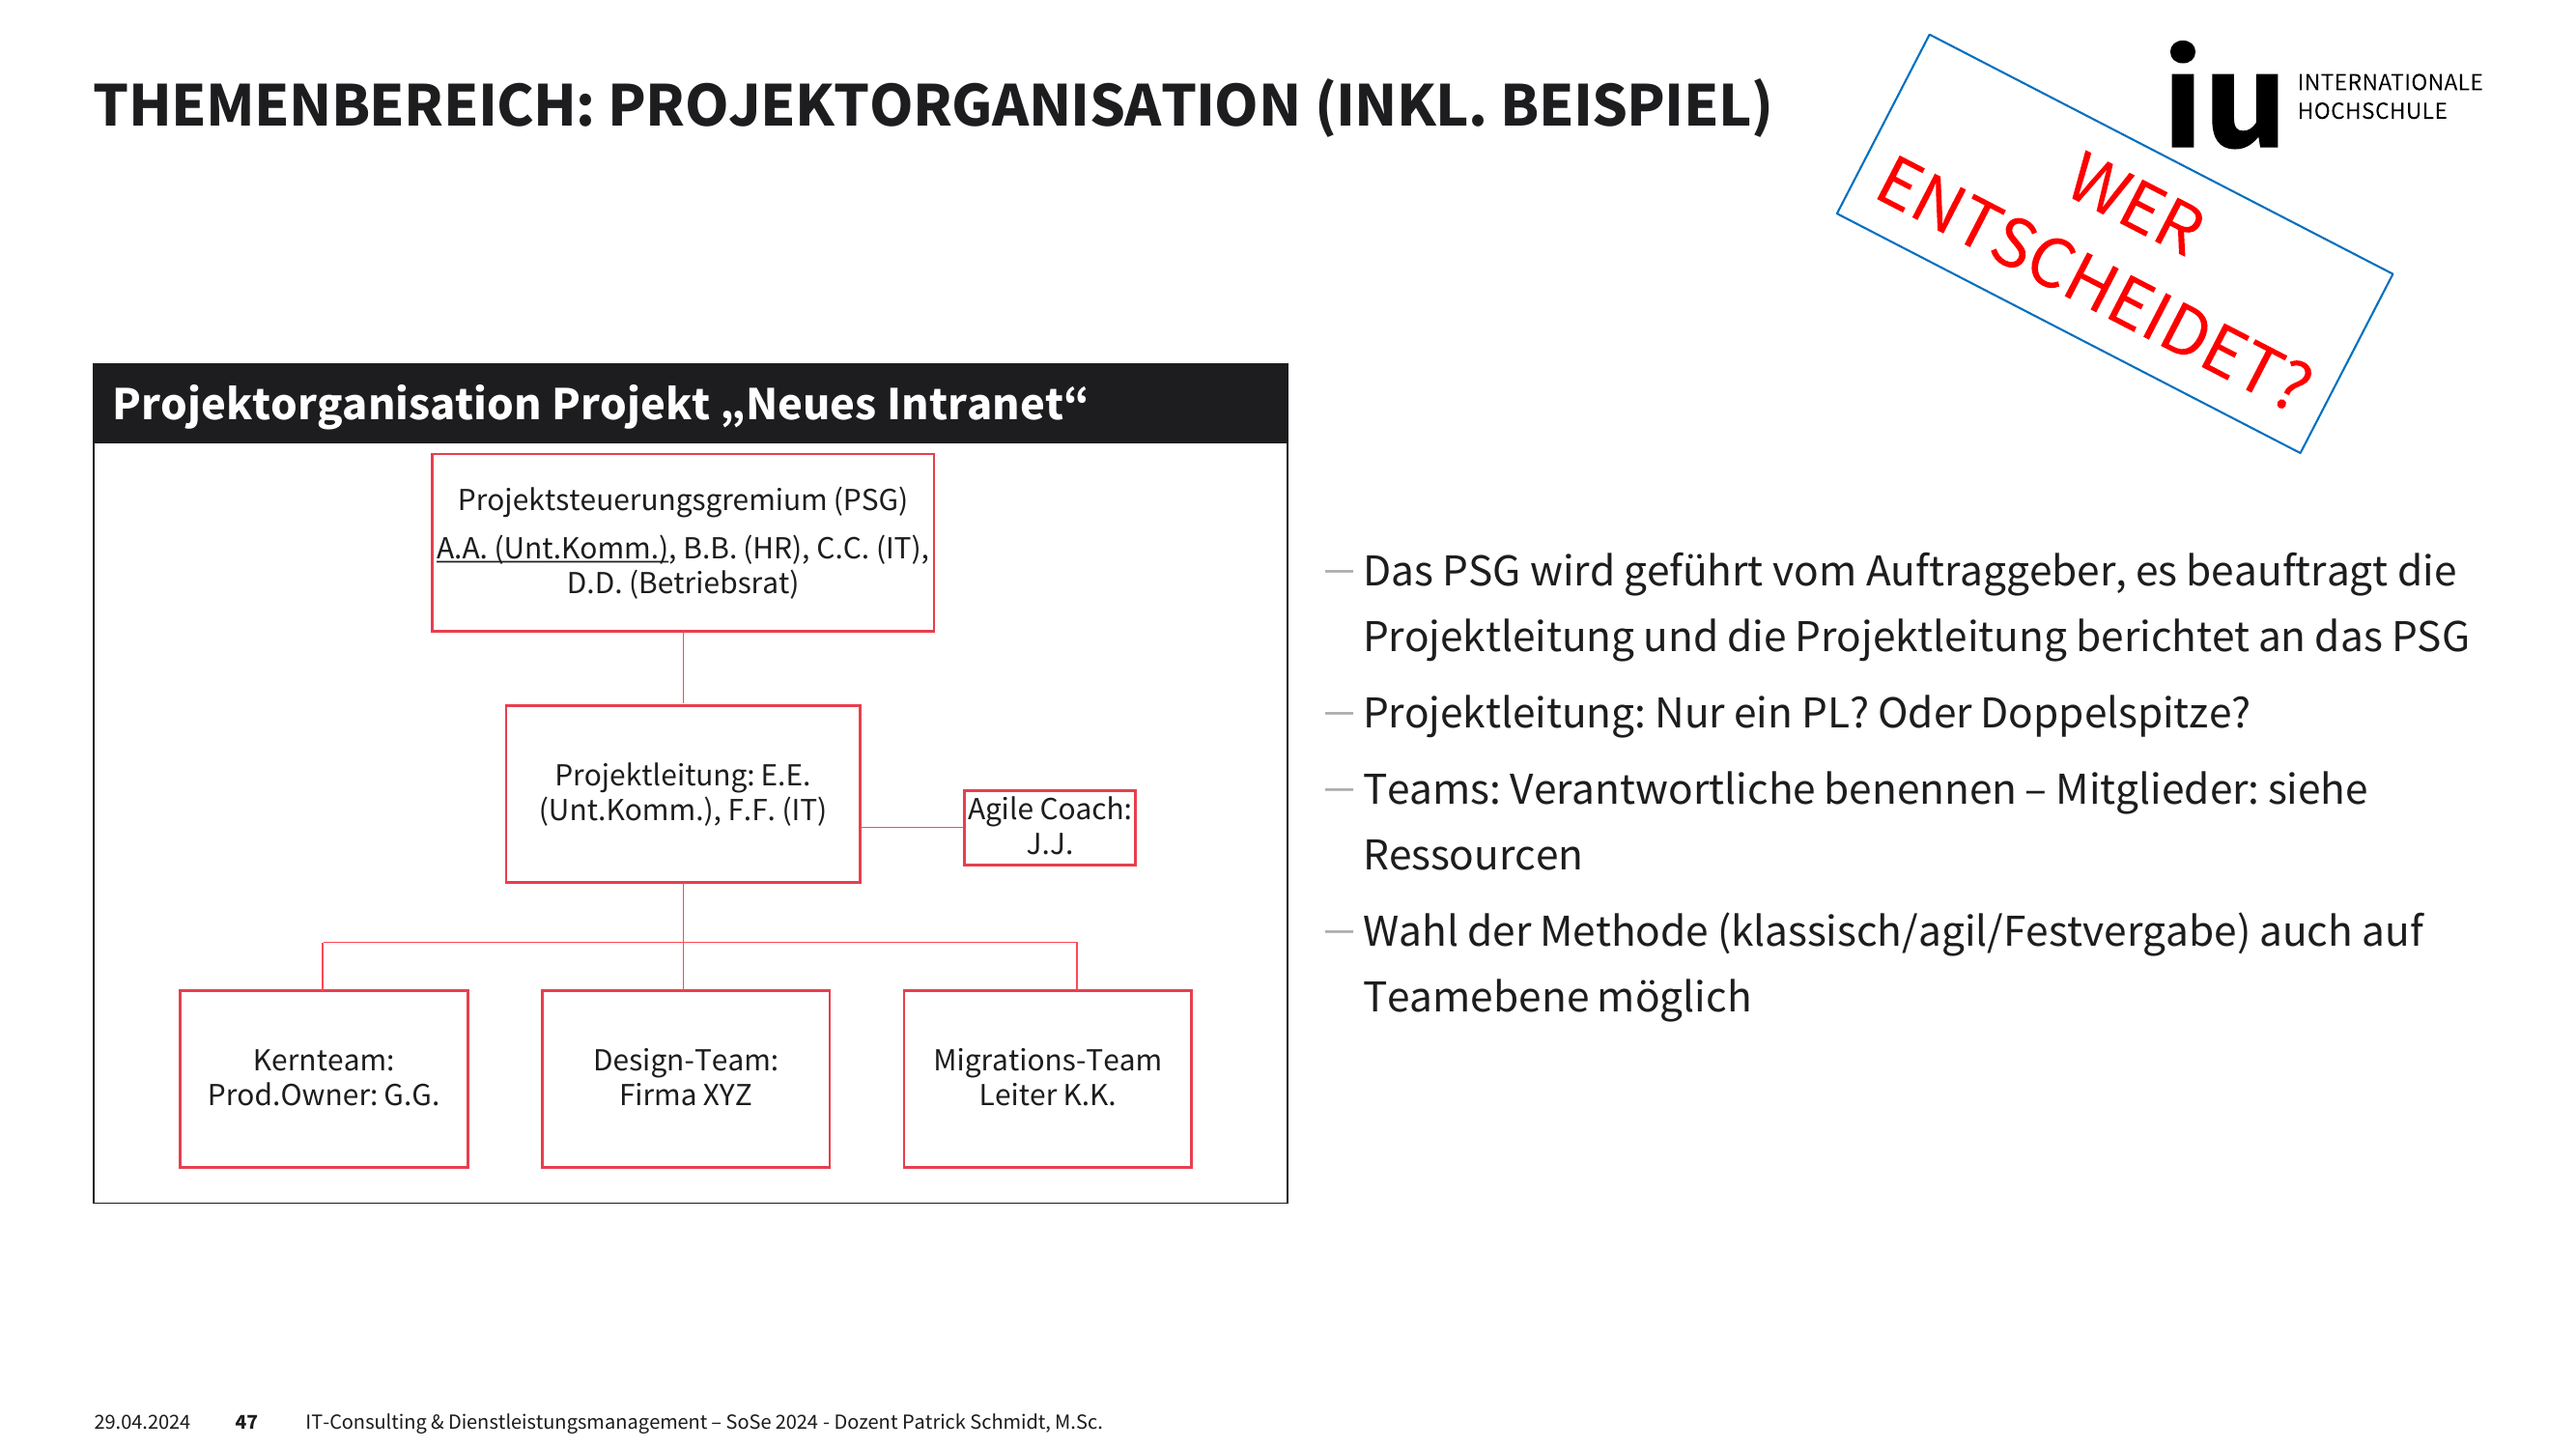 THEMENBEREICH: PROJEKTORGANISATION (INKL. BEISPIEL)
iu INTERNATIONALE
HOCHSCHULE
WER
ENTSCHEIDET?
Projektorganisation Projekt „Neues Intranet“
Projektsteuerungsgremium (PSG)
A.A. (Unt.Komm.), B.B. (HR), C.C. (IT),
D.D. (Betriebsrat)
Projektleitung: E.E.
(Unt.Komm.), F.F. (IT)
Agile Coach:
J.J.
Kernteam:
Prod.Owner: G.G.
Design-Team:
Firma XYZ
Migrations-Team
Leiter K.K.
— Das PSG wird geführt vom Auftraggeber, es beauftragt die
Projektleitung und die Projektleitung berichtet an das PSG
— Projektleitung: Nur ein PL? Oder Doppelspitze?
— Teams: Verantwortliche benennen – Mitglieder: siehe
Ressourcen
— Wahl der Methode (klassisch/agil/Festvergabe) auch auf
Teamebene möglich
29.04.2024 47 IT-Consulting & Dienstleistungsmanagement – SoSe 2024 - Dozent Patrick Schmidt, M.Sc.